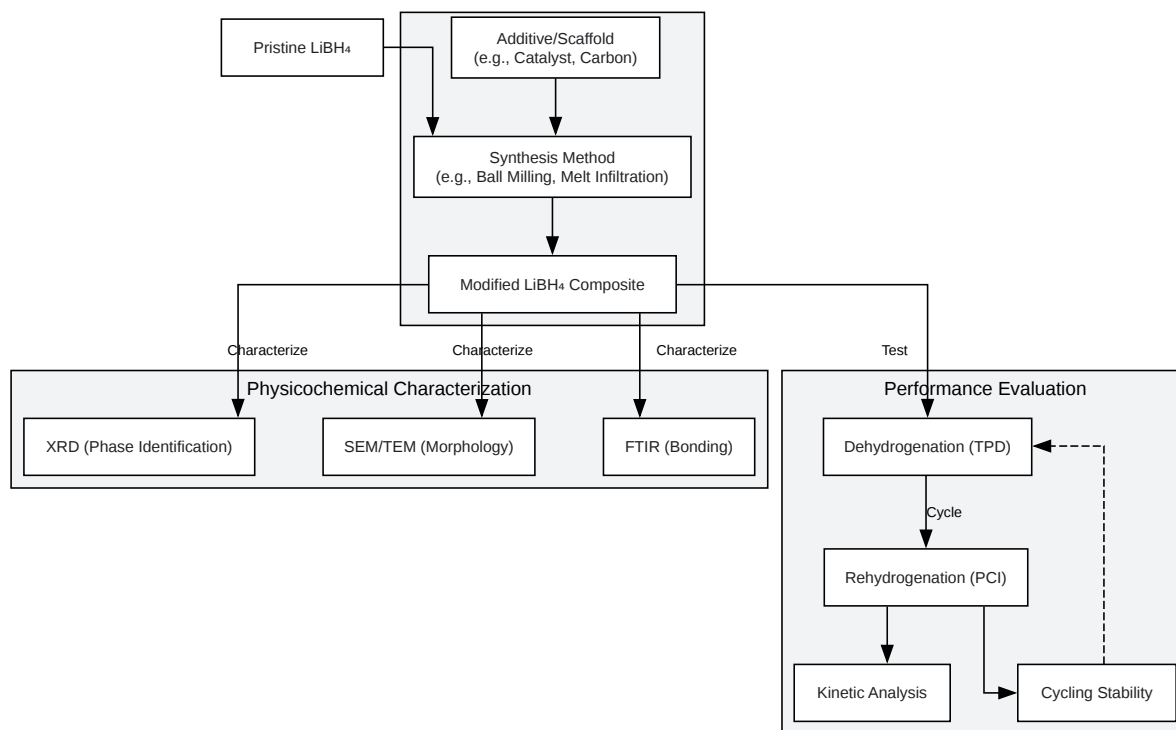 Pristine LiBH₄
Additive/Scaffold
(e.g., Catalyst, Carbon)
Synthesis Method
(e.g., Ball Milling, Melt Infiltration)
Modified LiBH₄ Composite
Characterize
Characterize
Characterize
Test
Physicochemical Characterization
XRD (Phase Identification)
SEM/TEM (Morphology)
FTIR (Bonding)
Performance Evaluation
Dehydrogenation (TPD)
Cycle
Rehydrogenation (PCI)
Kinetic Analysis
Cycling Stability